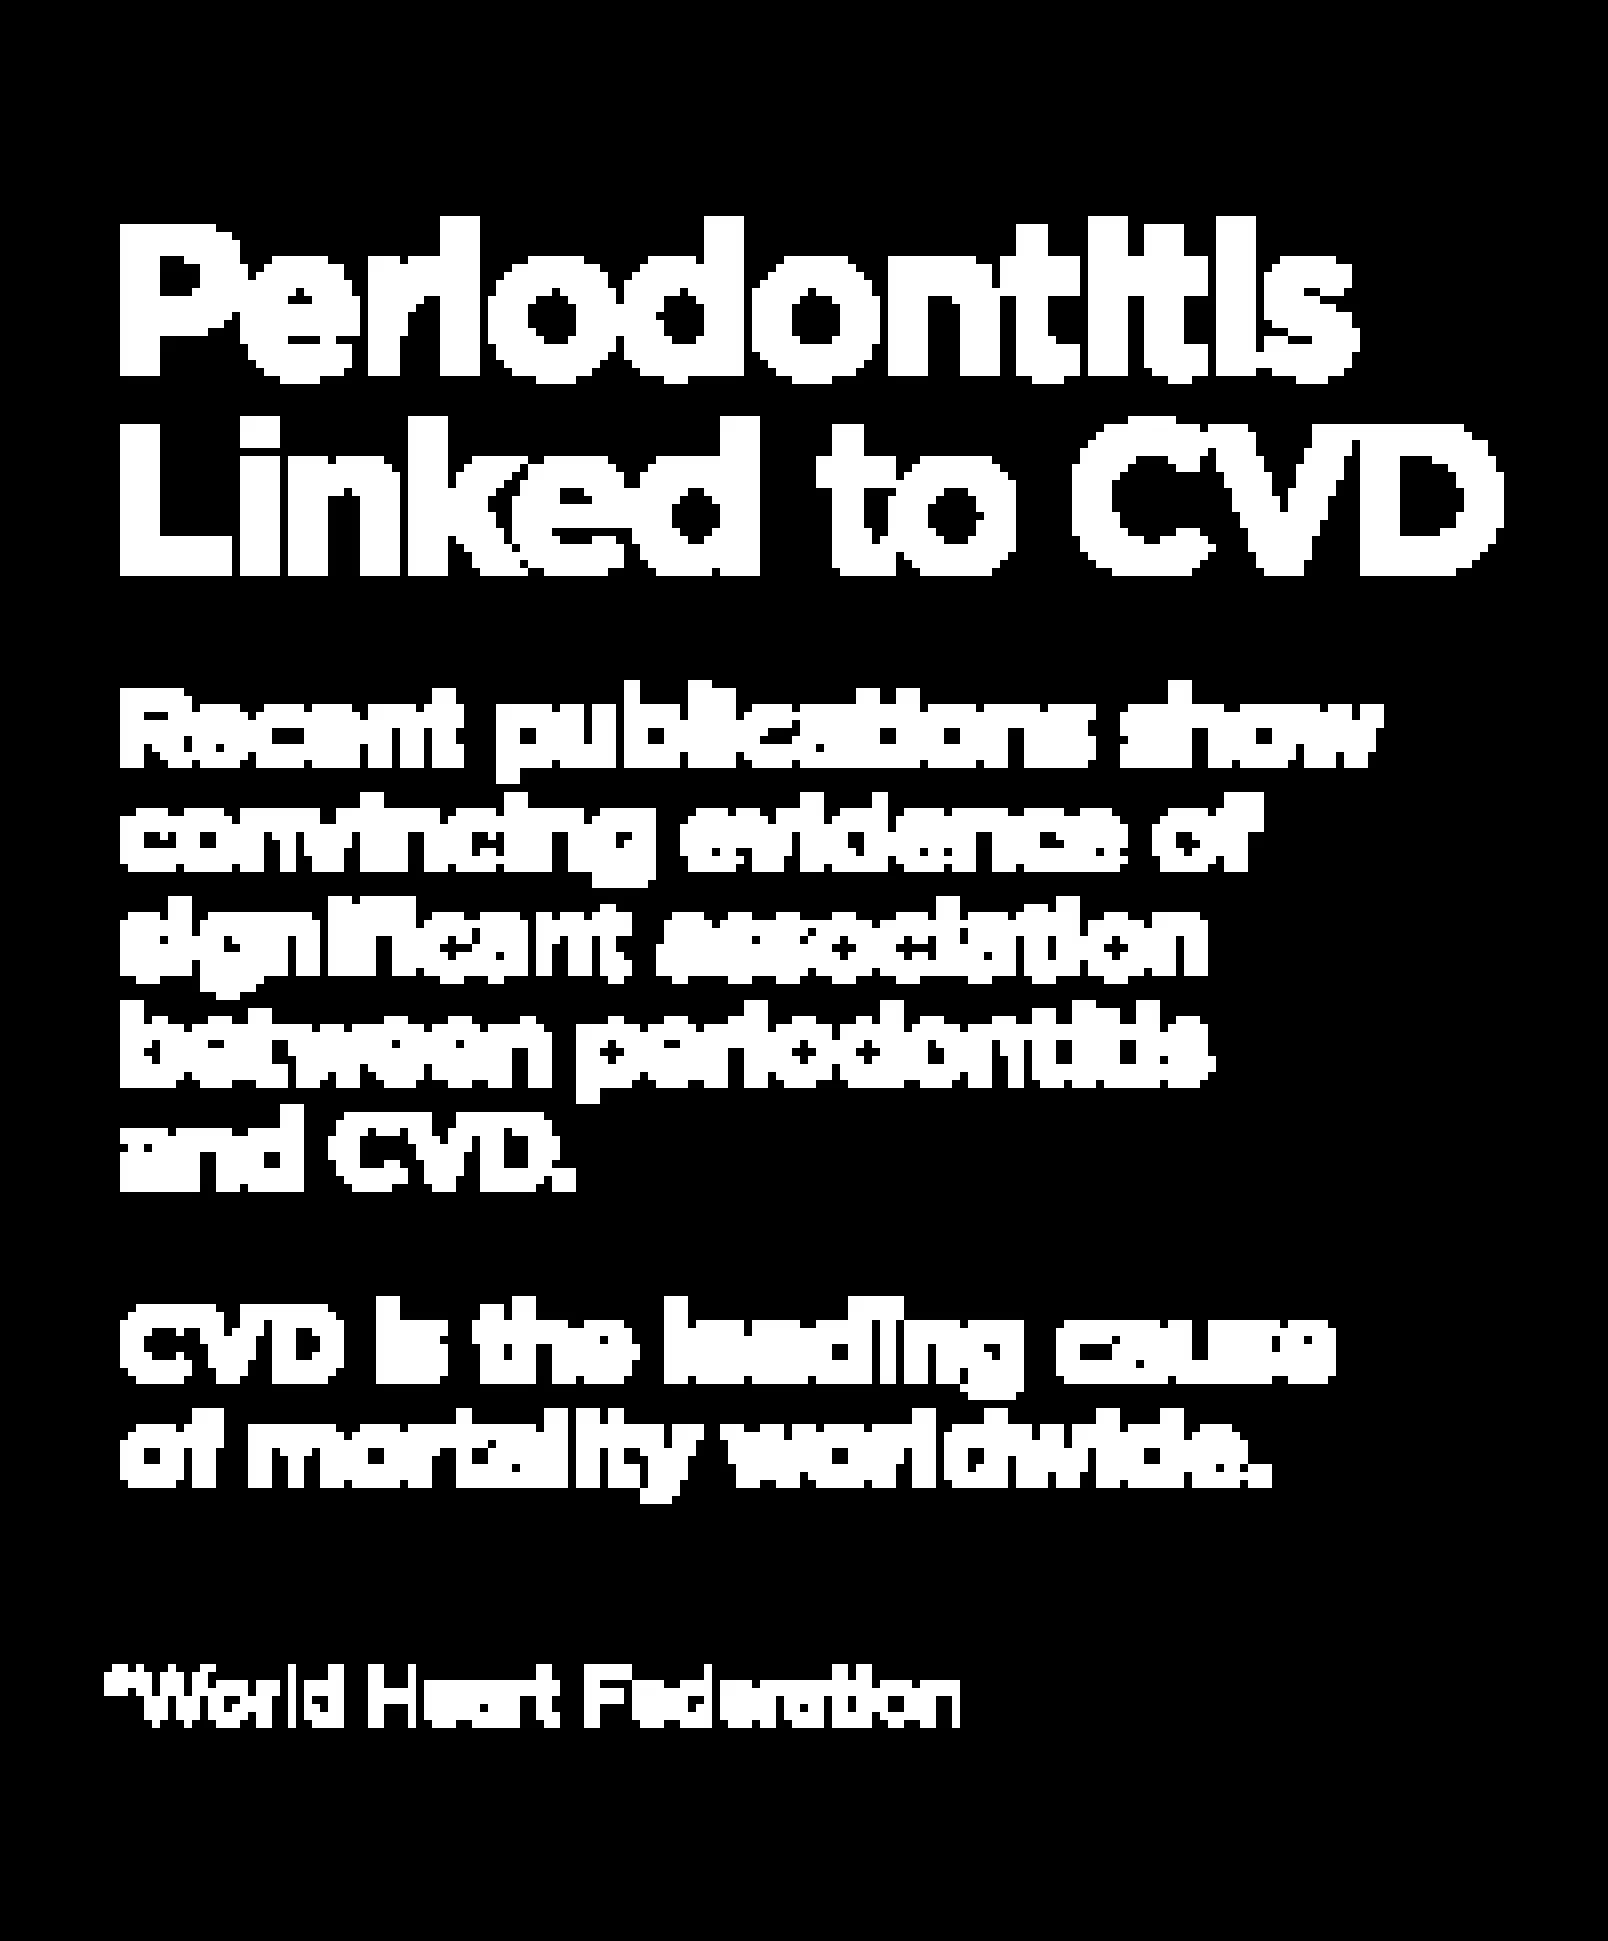 Periodontitis
Linked to CVD
Recent publications show
convincing evidence of
significant association
between periodontitis
and CVD.
CVD is the leading cause
of mortality worldwide.
*World Heart Federation